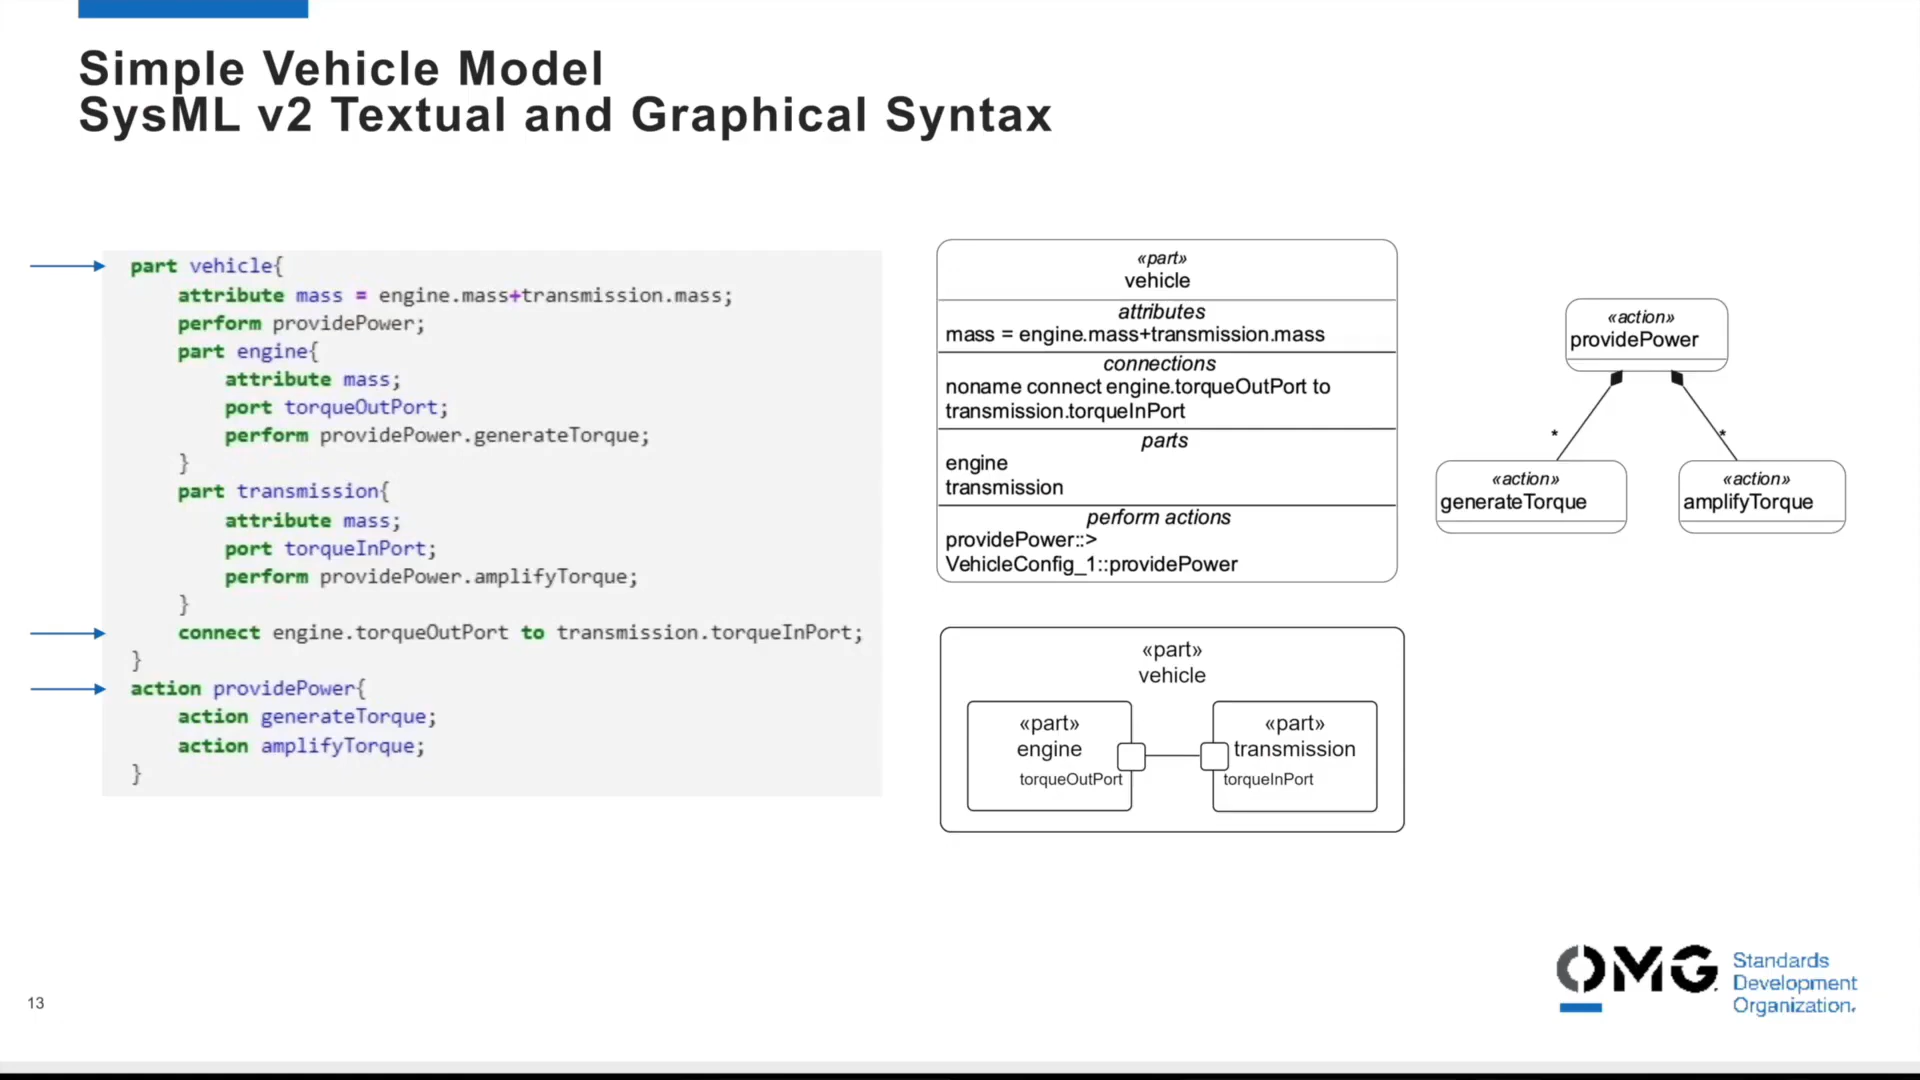 Simple Vehicle Model
SysML v2 Textual and Graphical Syntax
part vehicle{
attribute mass = engine.mass+transmission.mass;
perform providePower;
part engine{
attribute mass;
port torqueOutPort;
perform providePower.generateTorque;
}
part transmission{
attribute mass;
port torqueInPort;
perform providePower.amplifyTorque;
}
connect engine.torqueOutPort to transmission.torqueInPort;
}
action providePower{
action generateTorque;
action amplifyTorque;
}
«part»
vehicle
attributes
mass = engine.mass+transmission.mass
connections
noname connect engine.torqueOutPort to
transmission.torqueInPort
parts
engine
transmission
perform actions
providePower::>
VehicleConfig_1::providePower
«action»
providePower
*
*
«action»
generateTorque
«action»
amplifyTorque
«part»
vehicle
«part»
engine
torqueOutPort
«part»
transmission
torqueInPort
OMG
Standards
Development
Organization.
13